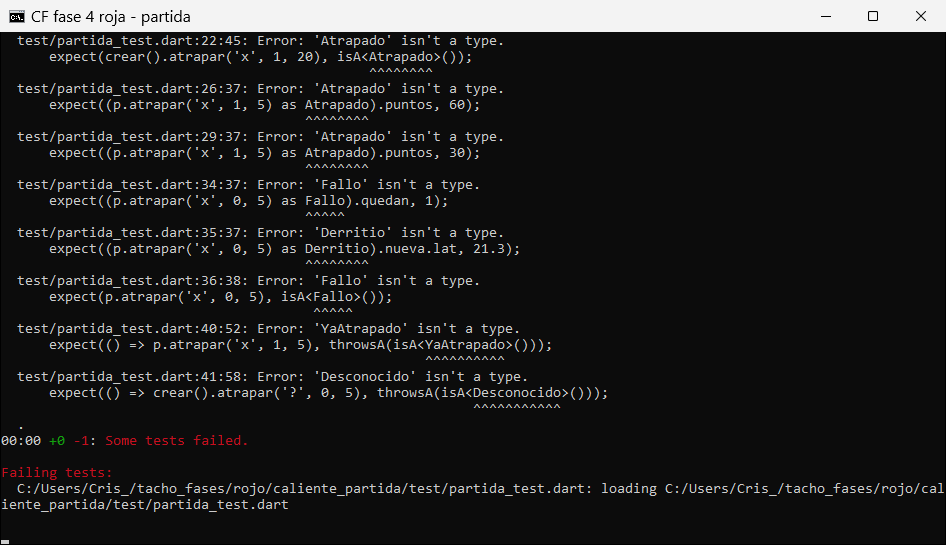 CF fase 4 roja - partida
test/partida_test.dart:22:45: Error: 'Atrapado' isn't a type.
expect(crear().atrapar('x', 1, 20), isA<Atrapado>());
^^^^^^^^
test/partida_test.dart:26:37: Error: 'Atrapado' isn't a type.
expect((p.atrapar('x', 1, 5) as Atrapado).puntos, 60);
^^^^^^^^
test/partida_test.dart:29:37: Error: 'Atrapado' isn't a type.
expect((p.atrapar('x', 1, 5) as Atrapado).puntos, 30);
^^^^^^^^
test/partida_test.dart:34:37: Error: 'Fallo' isn't a type.
expect((p.atrapar('x', 0, 5) as Fallo).quedan, 1);
^^^^^
test/partida_test.dart:35:37: Error: 'Derritio' isn't a type.
expect((p.atrapar('x', 0, 5) as Derritio).nueva.lat, 21.3);
^^^^^^^^
test/partida_test.dart:36:38: Error: 'Fallo' isn't a type.
expect(p.atrapar('x', 0, 5), isA<Fallo>());
^^^^^
test/partida_test.dart:40:52: Error: 'YaAtrapado' isn't a type.
expect(() => p.atrapar('x', 1, 5), throwsA(isA<YaAtrapado>()));
^^^^^^^^^^
test/partida_test.dart:41:58: Error: 'Desconocido' isn't a type.
expect(() => crear().atrapar('?', 0, 5), throwsA(isA<Desconocido>()));
^^^^^^^^^^^
.
00:00 +0 -1: Some tests failed.
Failing tests:
C:/Users/Cris_/tacho_fases/rojo/caliente_partida/test/partida_test.dart: loading C:/Users/Cris_/tacho_fases/rojo/cal
iente_partida/test/partida_test.dart